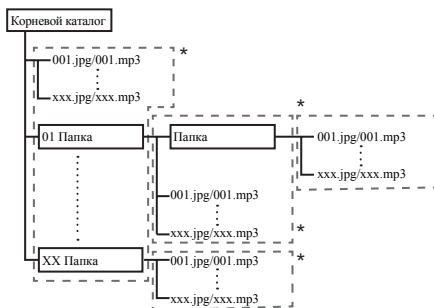 Корневой каталог
001.jpg/001.mp3
*
xxx.jpg/xxx.mp3
*
01 Папка
Папка
001.jpg/001.mp3
xxx.jpg/xxx.mp3
001.jpg/001.mp3
xxx.jpg/xxx.mp3
*
XX Папка
001.jpg/001.mp3
*
xxx.jpg/xxx.mp3